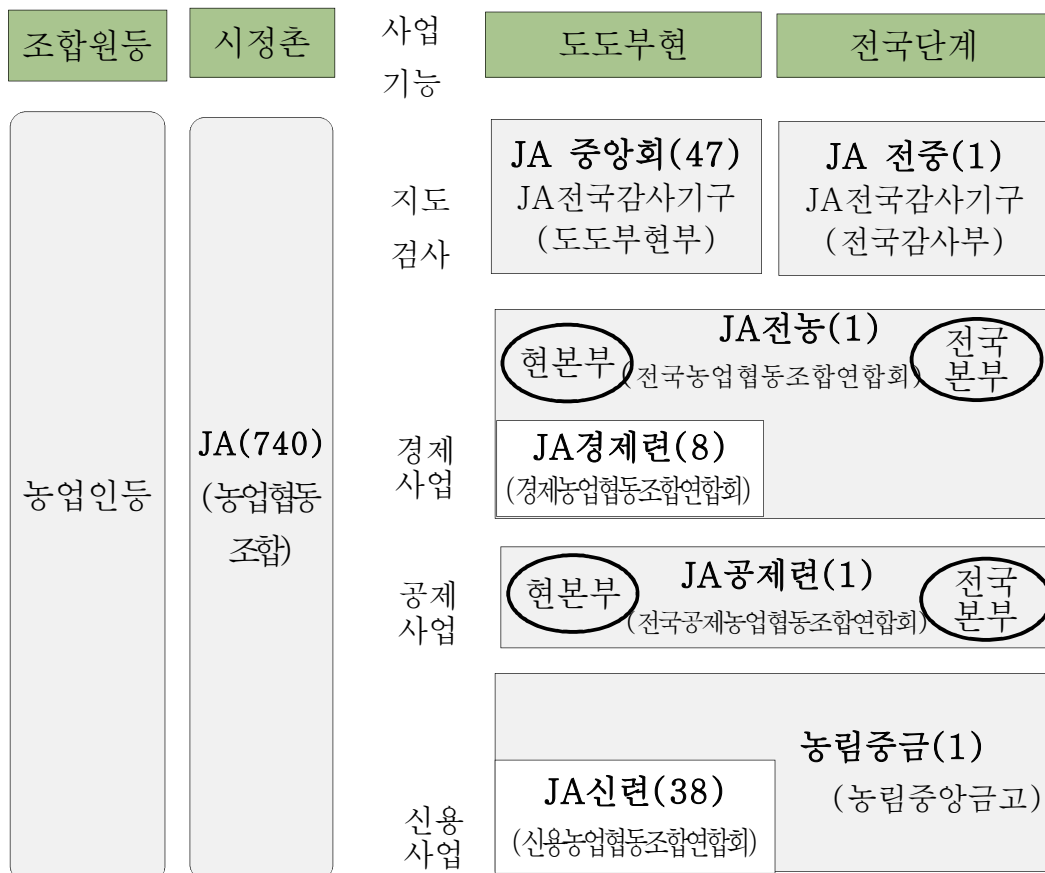 조합원등
시정촌
사업
기능
도도부현
전국단계
농업인등
JA(740)
(농업협동
조합)
지도
검사
JA 중앙회(47)
JA전국감사기구
(도도부현부)
JA 전중(1)
JA전국감사기구
(전국감사부)
경제
사업
JA전농(1)
현본부
(전국농업협동조합연합회)
전국
본부
JA경제련(8)
(경제농업협동조합연합회)
공제
사업
JA공제련(1)
현본부
(전국공제농업협동조합연합회)
전국
본부
신용
사업
농림중금(1)
(농림중앙금고)
JA신련(38)
(신용농업협동조합연합회)